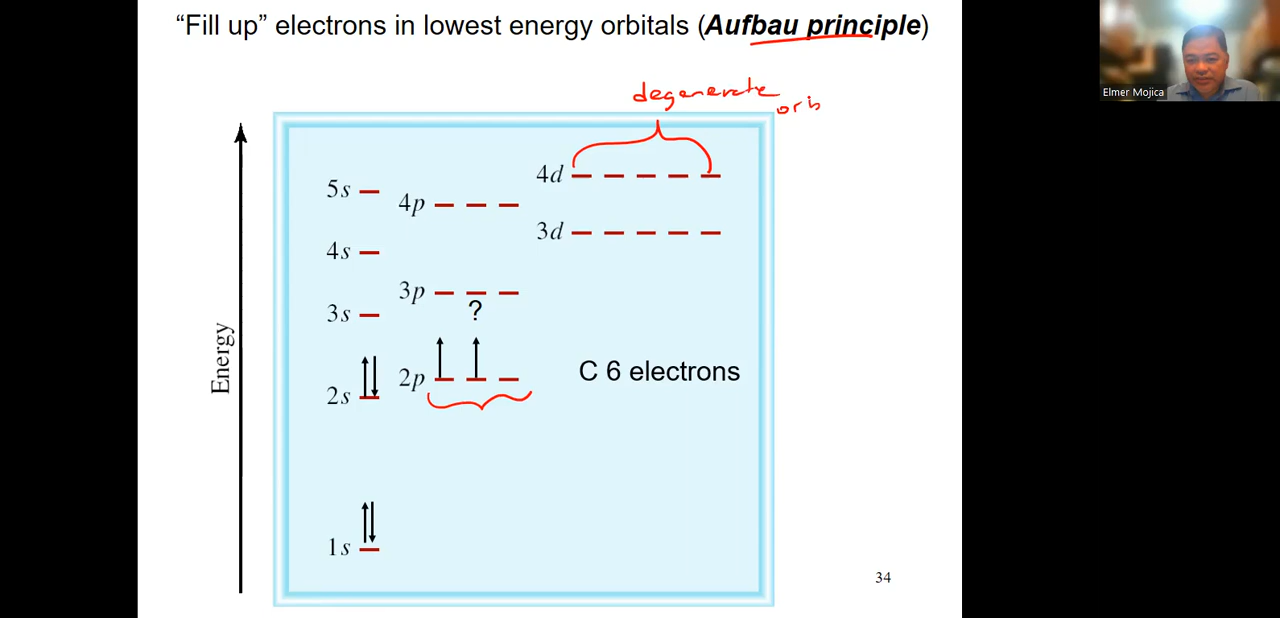 “Fill up” electrons in lowest energy orbitals (Aufbau principle)
Elmer Mojica
degenerate
orb
4d
5s
4p
3d
4s
3p
3s
?
Energy
C 6 electrons
2p
2s
1s
34